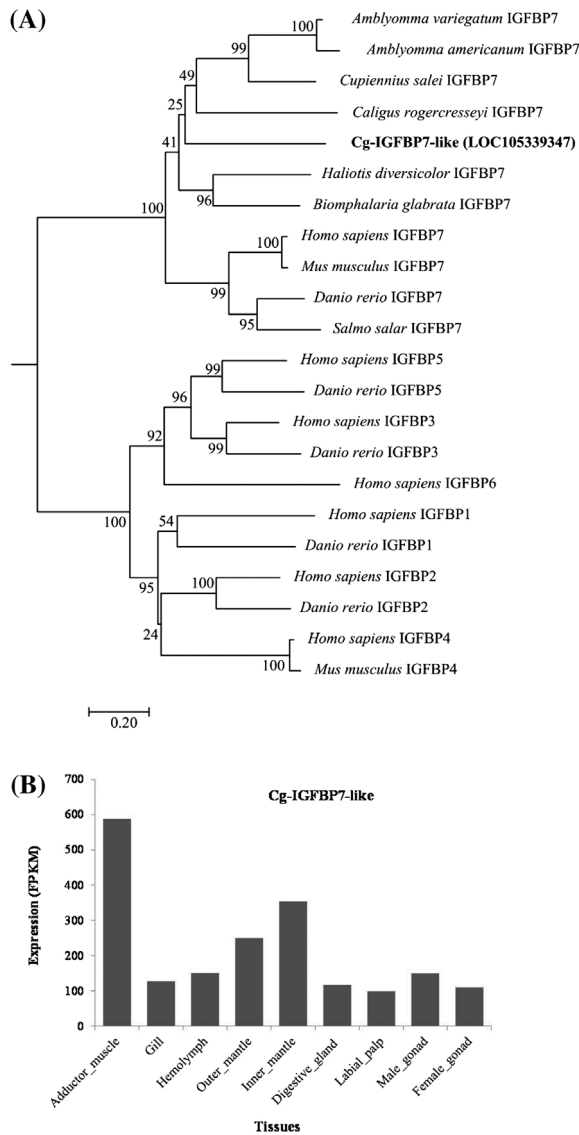 (A)
100
Amblyomma variegatum IGFBP7
99
Amblyomma americanum IGFBP7
49
Cupiennius salei IGFBP7
25
Caligus rogercresseyi IGFBP7
41
Cg-IGFBP7-like (LOC105339347)
Haliotis diversicolor IGFBP7
96
Biomphalaria glabrata IGFBP7
100
Homo sapiens IGFBP7
100
Mus musculus IGFBP7
99
Danio rerio IGFBP7
95
Salmo salar IGFBP7
Homo sapiens IGFBP5
99
Danio rerio IGFBP5
96
Homo sapiens IGFBP3
92
99
Danio rerio IGFBP3
Homo sapiens IGFBP6
100
54
Homo sapiens IGFBP1
Danio rerio IGFBP1
95
100
Homo sapiens IGFBP2
Danio rerio IGFBP2
24
Homo sapiens IGFBP4
100
Mus musculus IGFBP4
0.20
(B)
Cg-IGFBP7-like
Expression (FPKM)
700
600
500
400
300
200
100
0
Adductor_muscle
Gill
Hemolymph
Outer_mantle
Inner_mantle
Digestive_gland
Labial_palp
Male_gonad
Female_gonad
Tissues